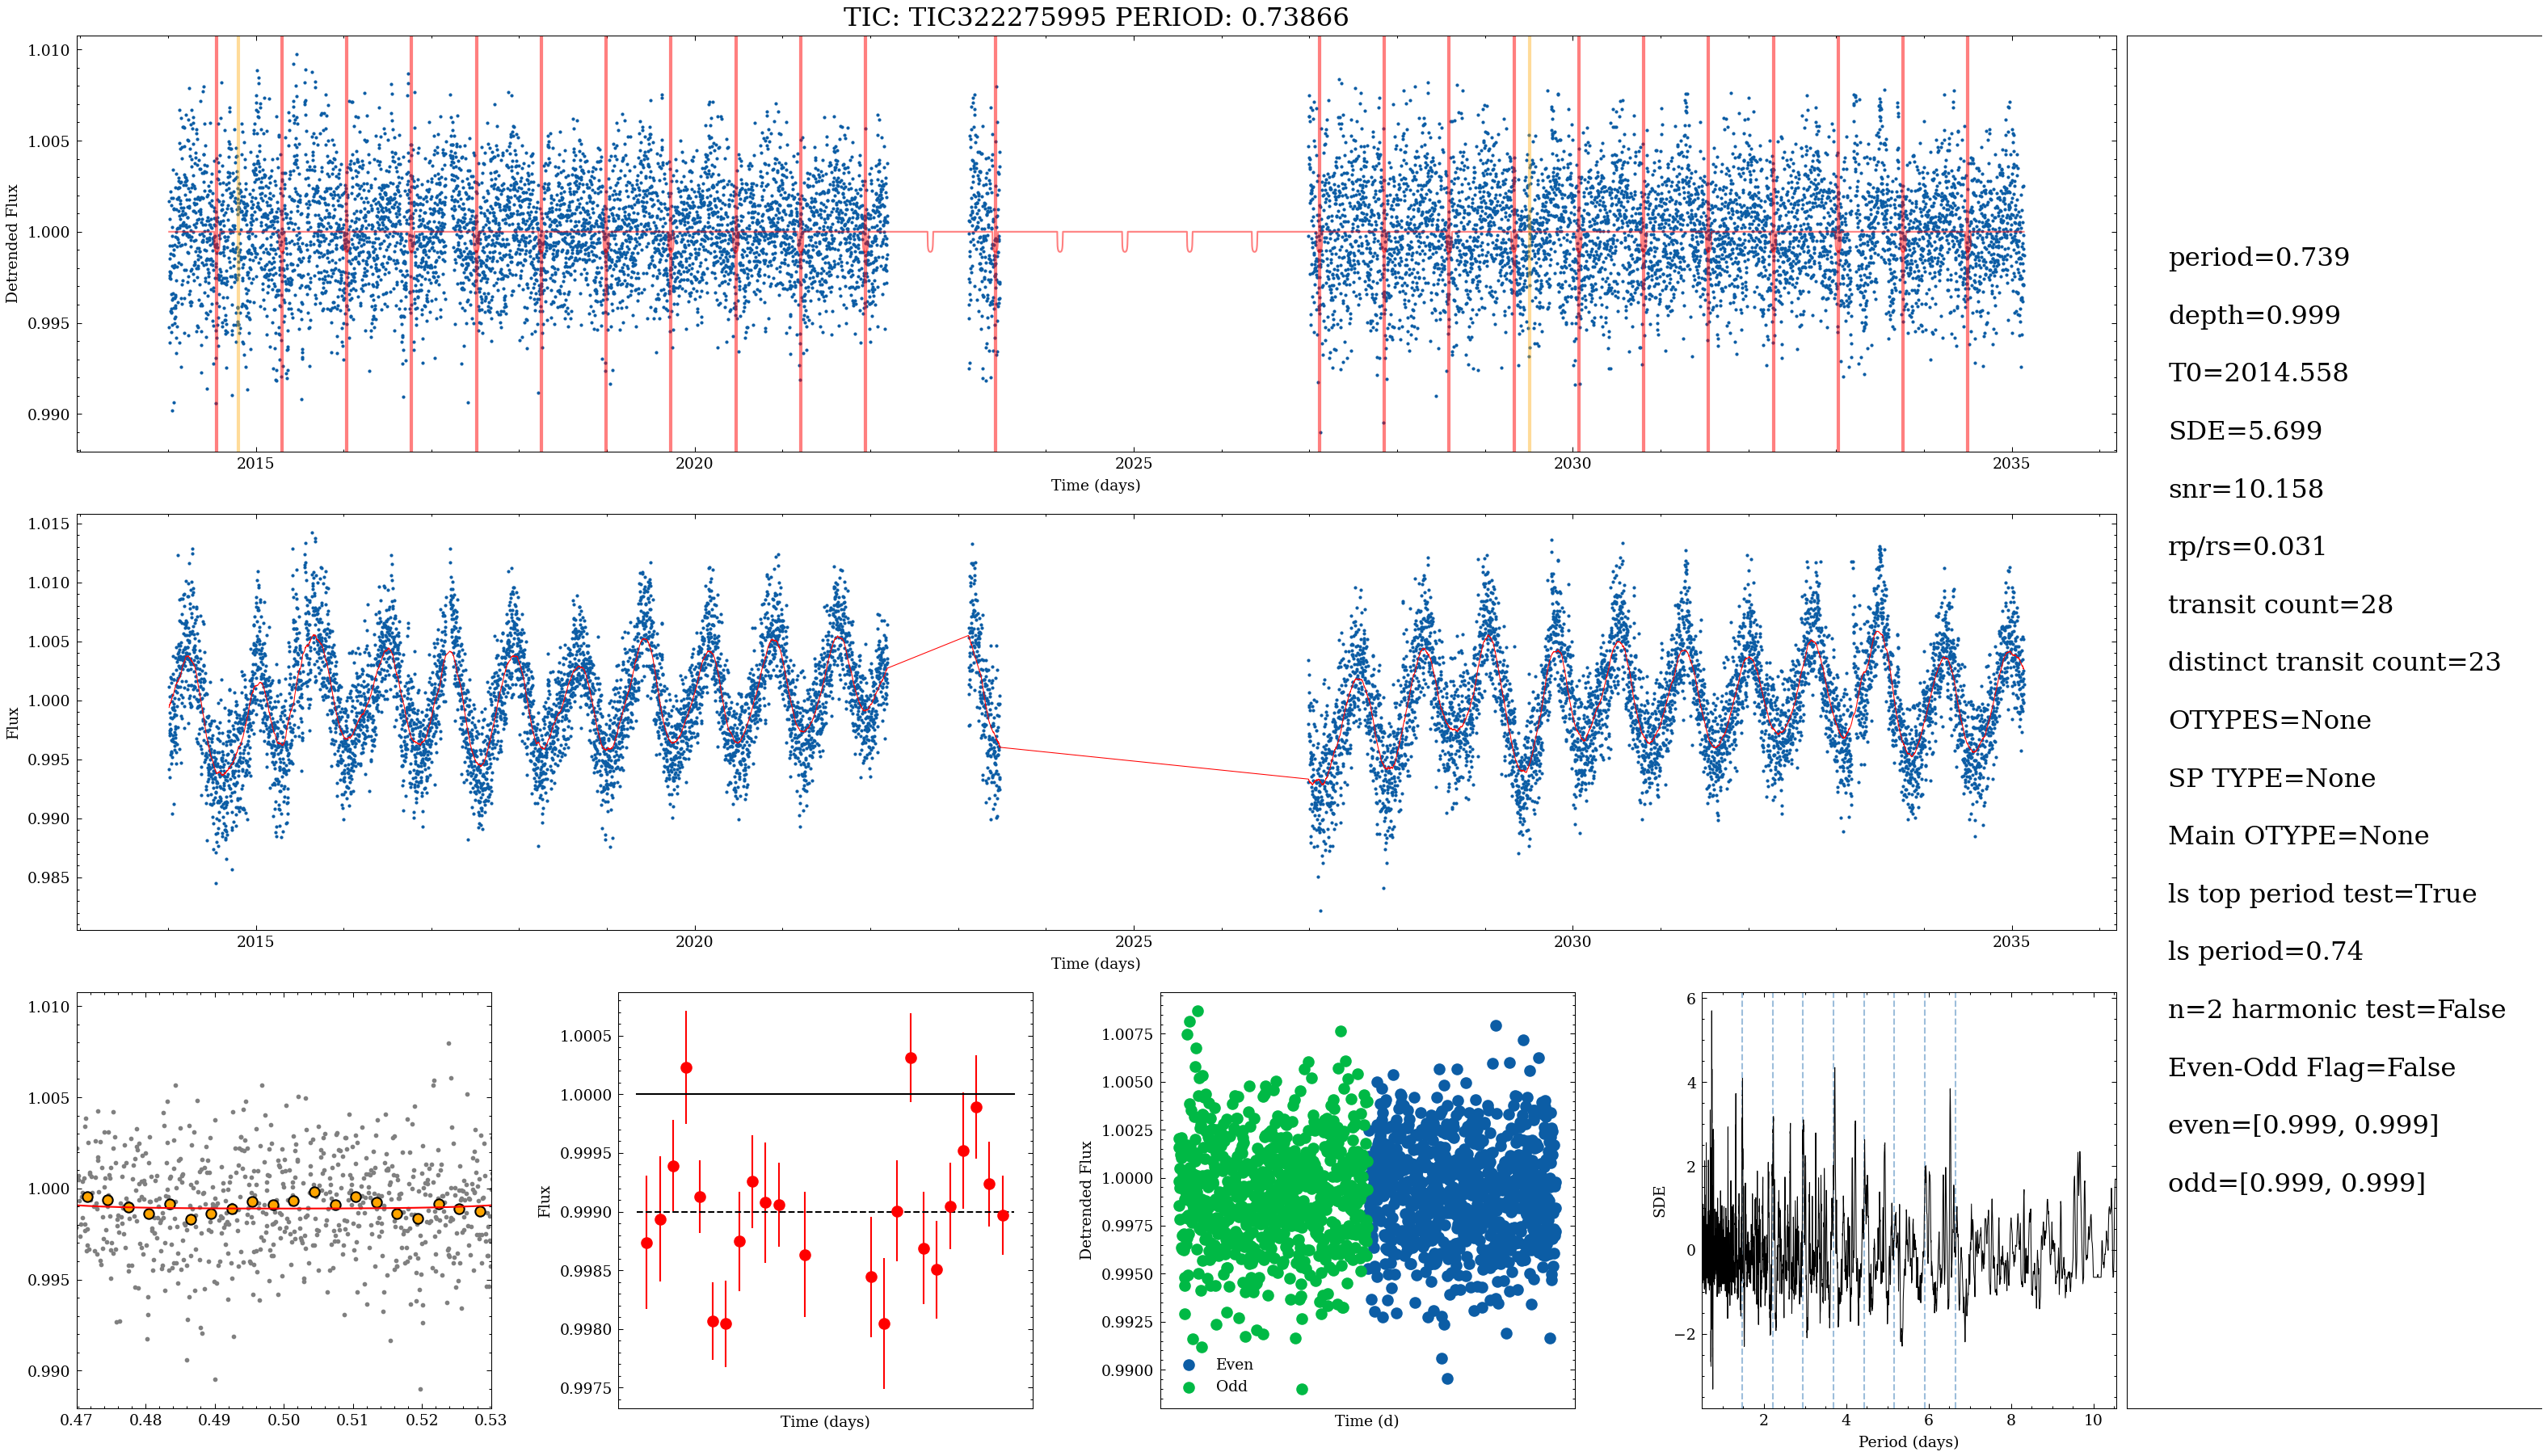 TIC: TIC322275995 PERIOD: 0.73866
1.010
1.005
1.000
0.995
0.990
Detrended Flux
2015 2020 2025 2030 2035
Time (days)
1.015
1.010
1.005
1.000
0.995
0.990
0.985
Flux
2015 2020 2025 2030 2035
Time (days)
1.010
1.005
1.000
0.995
0.990
0.47 0.48 0.49 0.50 0.51 0.52 0.53
1.0005
1.0000
0.9995
0.9990
0.9985
0.9980
0.9975
Flux
Time (days)
1.0075
1.0050
1.0025
1.0000
0.9975
0.9950
0.9925
0.9900
Detrended Flux
Even
Odd
Time (d)
6
4
2
0
−2
SDE
2 4 6 8 10
Period (days)
period=0.739
depth=0.999
T0=2014.558
SDE=5.699
snr=10.158
rp/rs=0.031
transit count=28
distinct transit count=23
OTYPES=None
SP TYPE=None
Main OTYPE=None
ls top period test=True
ls period=0.74
n=2 harmonic test=False
Even-Odd Flag=False
even=[0.999, 0.999]
odd=[0.999, 0.999]